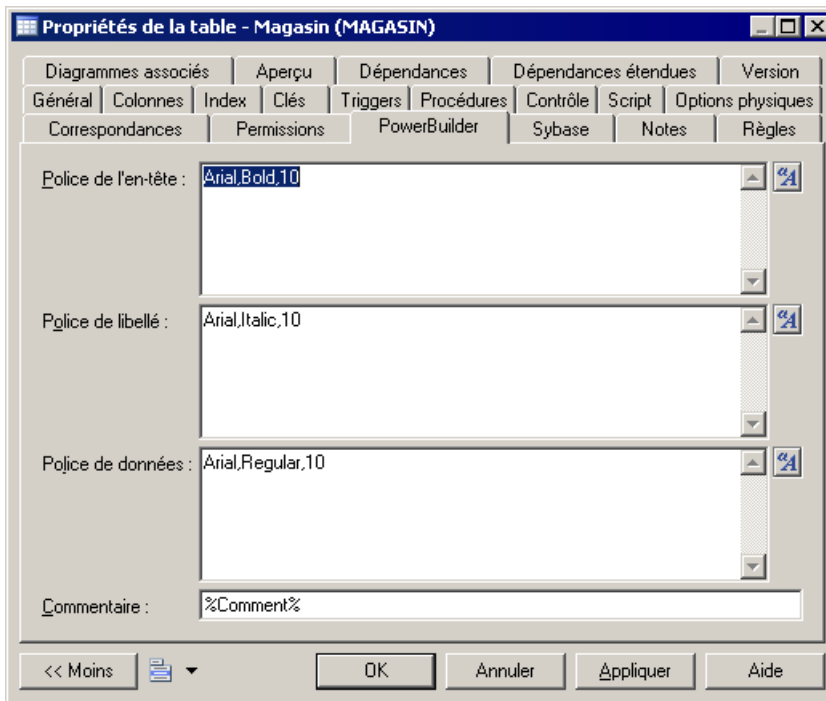 Propriétés de la table - Magasin (MAGASIN)
Diagrammes associés Aperçu Dépendances Dépendances étendues Version
Général Colonnes Index Clés Triggers Procédures Contrôle Script Options physiques
Correspondances Permissions PowerBuilder Sybase Notes Règles
Police de l'en-tête : Arial,Bold,10
Police de libellé : Arial,Italic,10
Police de données : Arial,Regular,10
Commentaire : %Comment%
<< Moins OK Annuler Appliquer Aide